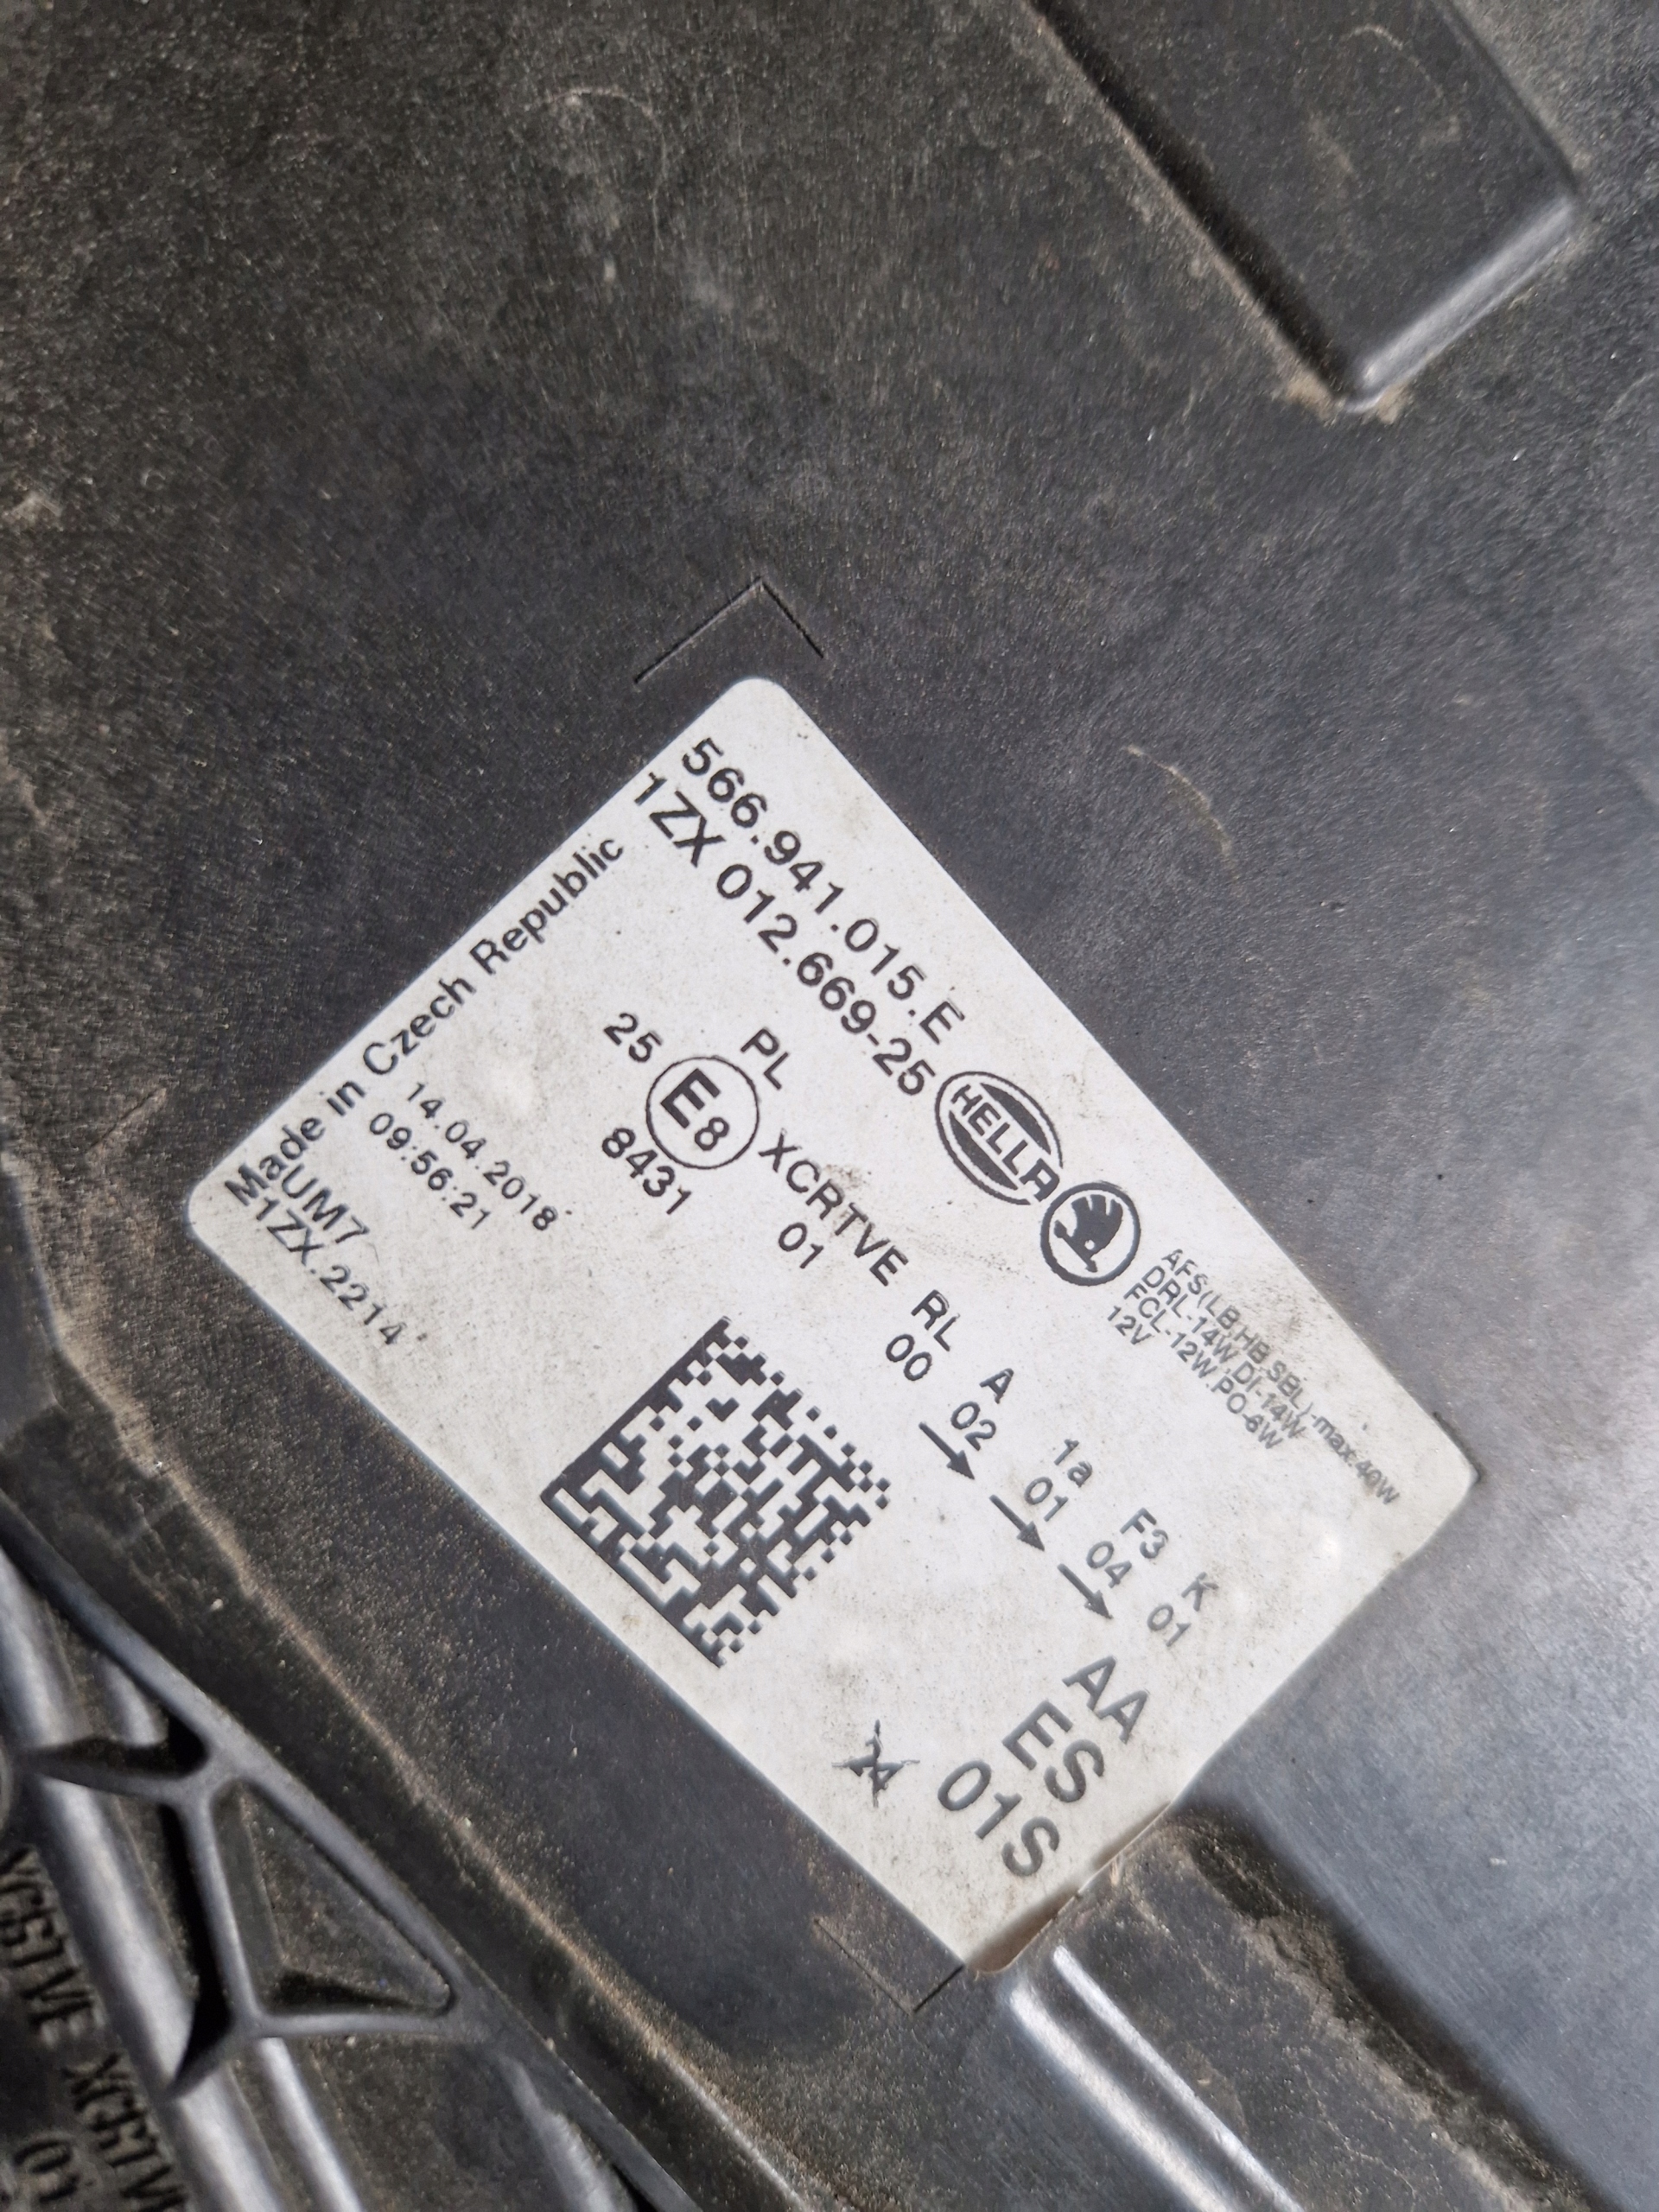 566.941.015.E
1ZX 012.669-25
HELLA
AFS(LB,HB,SBL)-max.40W
DRL-14W,DI-14W
FCL-12W,PO-6W
12V
PL XCRTVE RL A 1a F3 K
25 E8 01 00 02 01 04 01
8431
AA
ES
01S
Made in Czech Republic
14.04.2018
09:56:21
UM7
E1ZX.2214
24